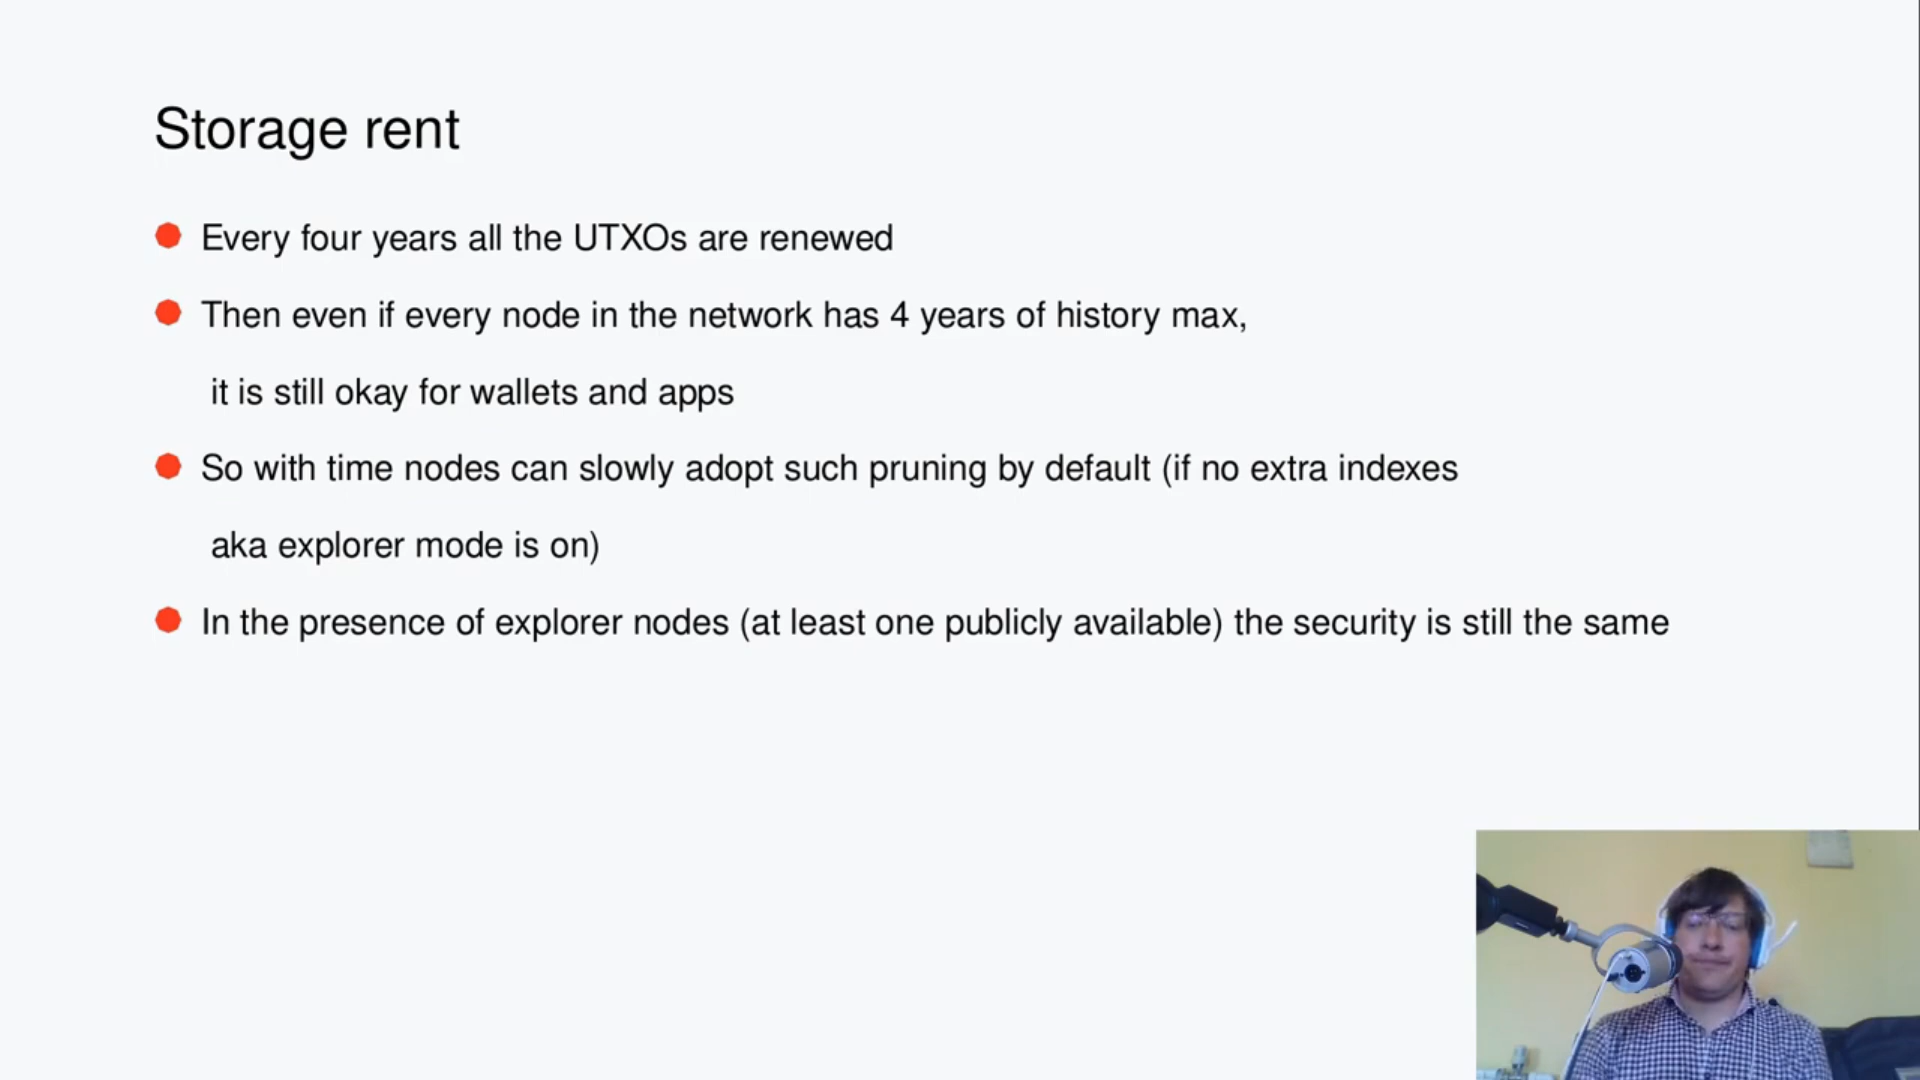 Storage rent
Every four years all the UTXOs are renewed
Then even if every node in the network has 4 years of history max,
it is still okay for wallets and apps
So with time nodes can slowly adopt such pruning by default (if no extra indexes
aka explorer mode is on)
In the presence of explorer nodes (at least one publicly available) the security is still the same